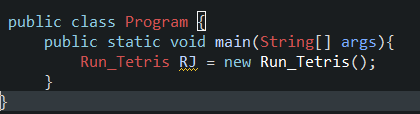 public class Program {
    public static void main(String[] args){
        Run_Tetris RJ = new Run_Tetris();
    }
}